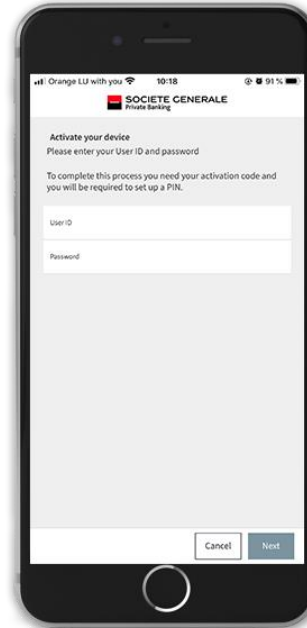 Orange LU with you 10:18 91 %
SOCIETE GENERALE
Private Banking
Activate your device
Please enter your User ID and password
To complete this process you need your activation code and
you will be required to set up a PIN.
User ID
Password
Cancel Next